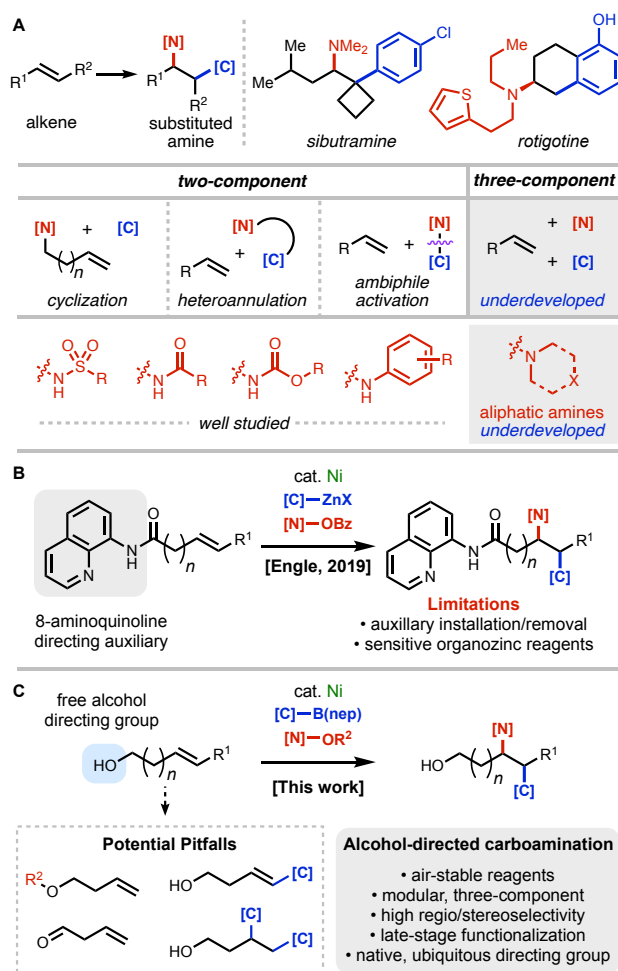 A
[N]
R1
R2
[C]
R1
R2
alkene
substituted
amine
Me
NMe2
Cl
Me
sibutramine
OH
Me
S
N
rotigotine
two-component
three-component
[N]
+
[C]
n
cyclization
[N]
R
+
[C]
heteroannulation
R
+
[N]
[C]
ambiphile
activation
R
+
[N]
+
[C]
underdeveloped
O
O
S
N
H
R
O
N
H
R
O
N
H
O
R
N
H
R
well studied
N
X
aliphatic amines
underdeveloped
B
cat. Ni
[C]—ZnX
[N]—OBz
[Engle, 2019]
N
N
H
O
n
R1
8-aminoquinoline
directing auxiliary
N
N
H
O
n
[N]
R1
[C]
Limitations
• auxillary installation/removal
• sensitive organozinc reagents
C
free alcohol
directing group
HO
n
R1
cat. Ni
[C]—B(nep)
[N]—OR2
[This work]
HO
n
[N]
R1
[C]
Potential Pitfalls
R2
O
HO
[C]
O
HO
[C]
[C]
Alcohol-directed carboamination
• air-stable reagents
• modular, three-component
• high regio/stereoselectivity
• late-stage functionalization
• native, ubiquitous directing group